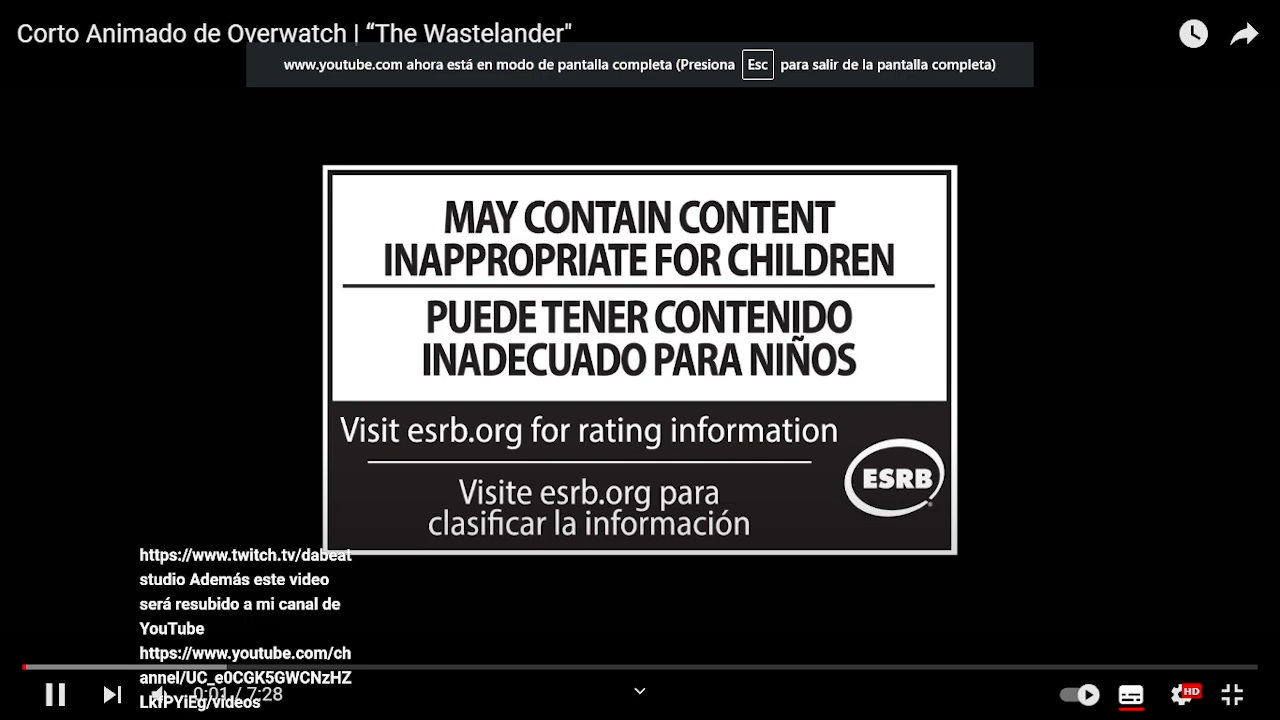 Corto Animado de Overwatch | “The Wastelander"
www.youtube.com ahora está en modo de pantalla completa (Presiona Esc para salir de la pantalla completa)
MAY CONTAIN CONTENT
INAPPROPRIATE FOR CHILDREN
PUEDE TENER CONTENIDO
INADECUADO PARA NIÑOS
Visit esrb.org for rating information
Visite esrb.org para
clasificar la información
ESRB
https://www.twitch.tv/dabeat
studio Además este video
será resubido a mi canal de
YouTube
https://www.youtube.com/ch
annel/UC_e0CGK5GWCNzHZ
LkfPYiEg/videos
0:01 / 7:28
HD